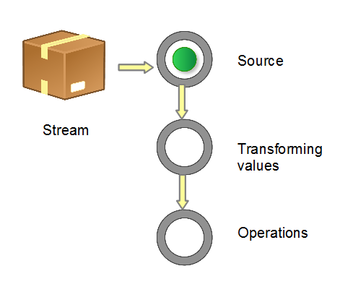 Source
Stream
Transforming
values
Operations